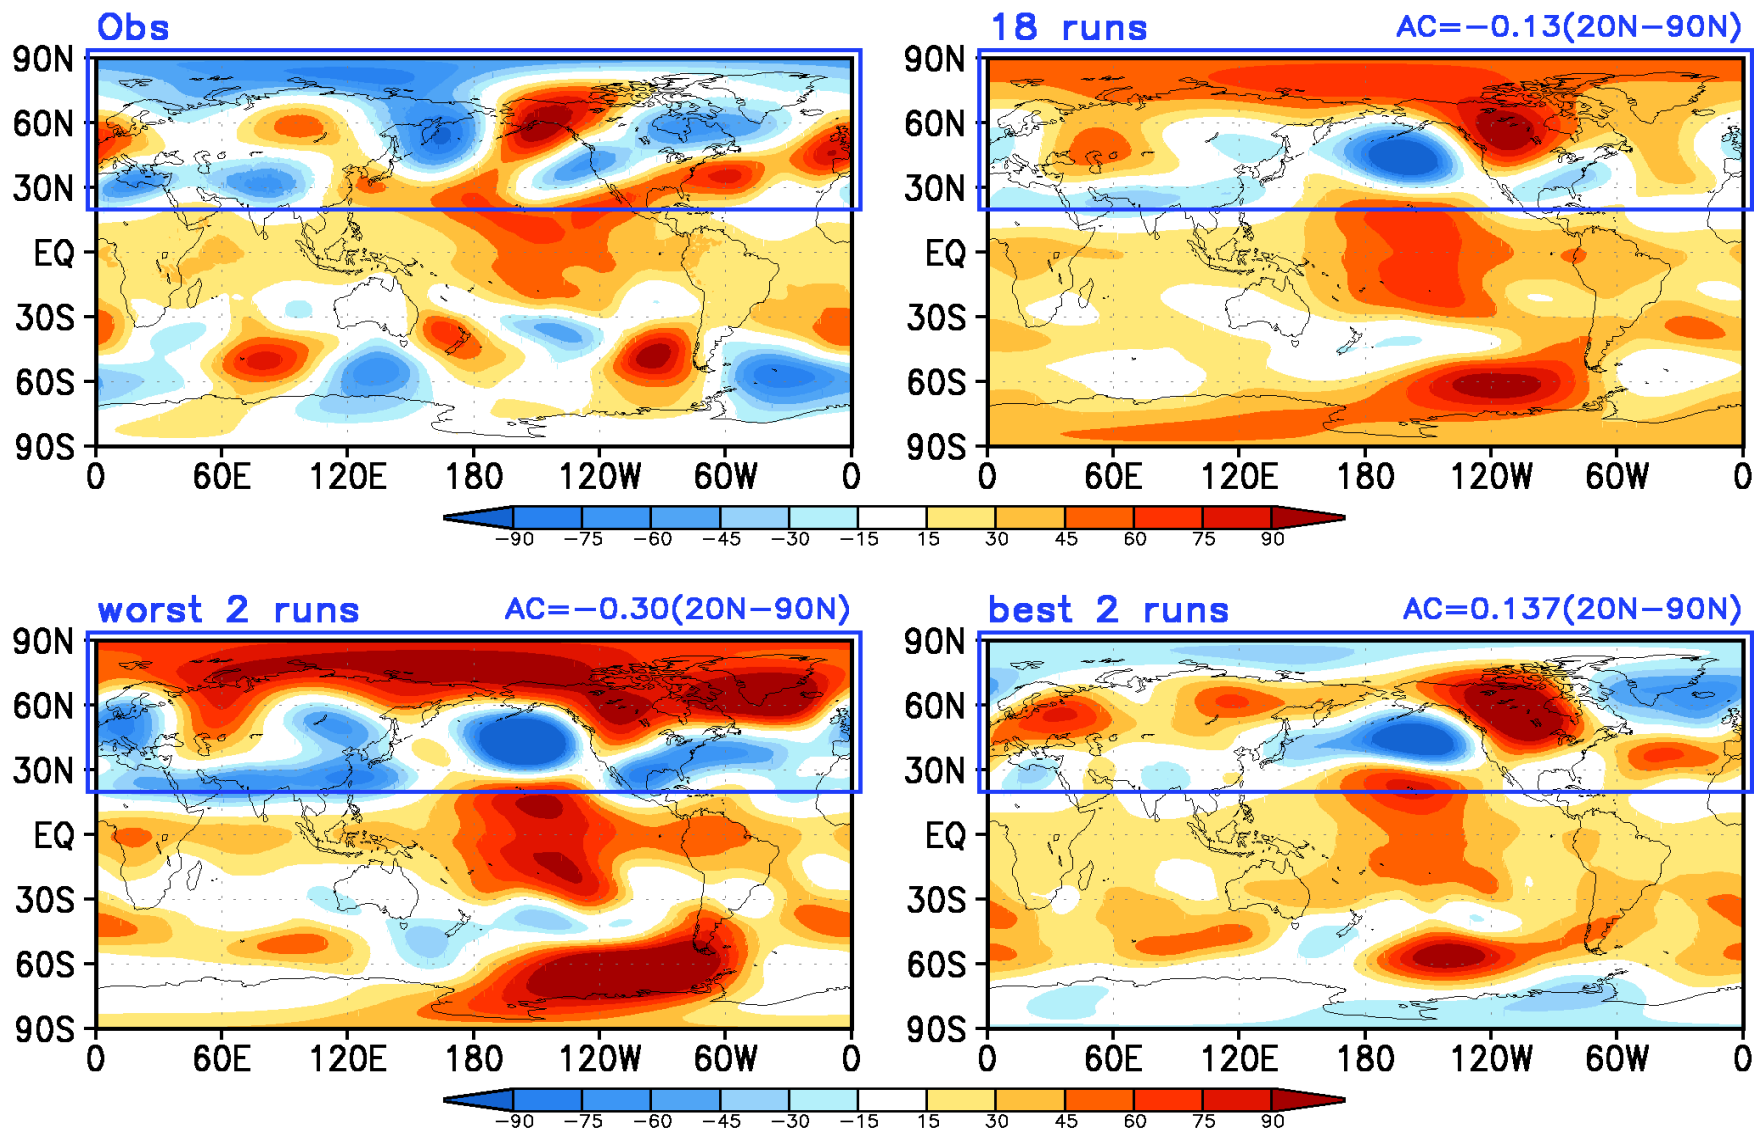 Obs
18 runs AC=−0.13(20N−90N)
90N 90N
60N 60N
30N 30N
EQ EQ
30S 30S
60S 60S
90S 90S
0 60E 120E 180 120W 60W 0 0 60E 120E 180 120W 60W 0
−90 −75 −60 −45 −30 −15 15 30 45 60 75 90
worst 2 runs AC=−0.30(20N−90N)
best 2 runs AC=0.137(20N−90N)
90N 90N
60N 60N
30N 30N
EQ EQ
30S 30S
60S 60S
90S 90S
0 60E 120E 180 120W 60W 0 0 60E 120E 180 120W 60W 0
−90 −75 −60 −45 −30 −15 15 30 45 60 75 90